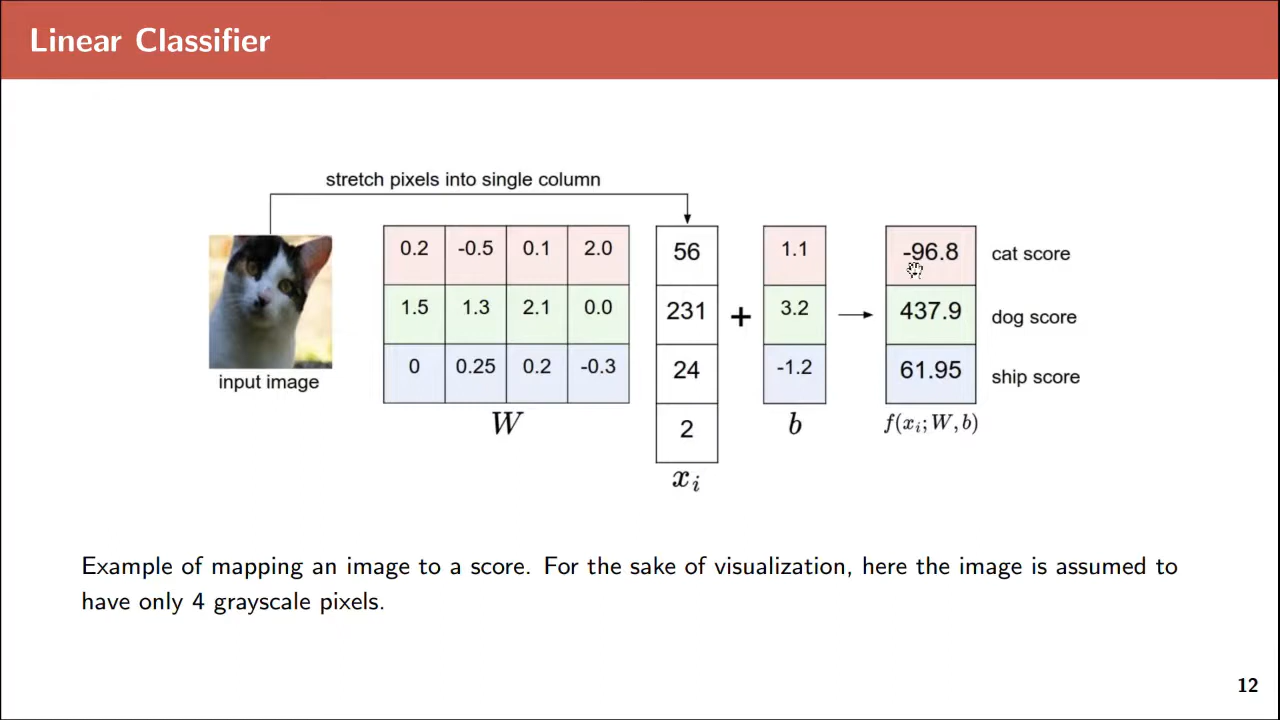 Linear Classifier
stretch pixels into single column
0.2 -0.5 0.1 2.0
1.5 1.3 2.1 0.0
0 0.25 0.2 -0.3
W
56
231
24
2
x_i
+
1.1
3.2
-1.2
b
-96.8 cat score
437.9 dog score
61.95 ship score
f(x_i; W, b)
input image
Example of mapping an image to a score. For the sake of visualization, here the image is assumed to
have only 4 grayscale pixels.
12